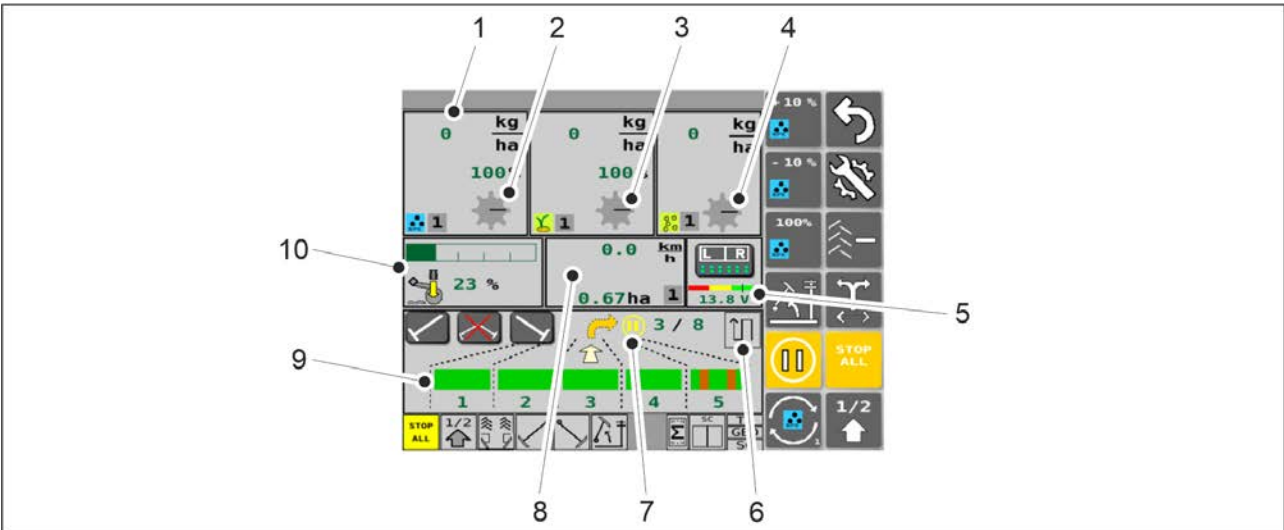 1 2 3 4
0 kg/ha 0 kg/ha 0 kg/ha
100 100
1 1 1
10 % - 10 % 100%
23 %
0.0 km/h
0.67ha 1
L R
13.8 V
10
5
3 / 8
9
1 2 3 4 5
STOP ALL
1/2
STOP ALL 1/2 Σ SC GEO
8 7 6